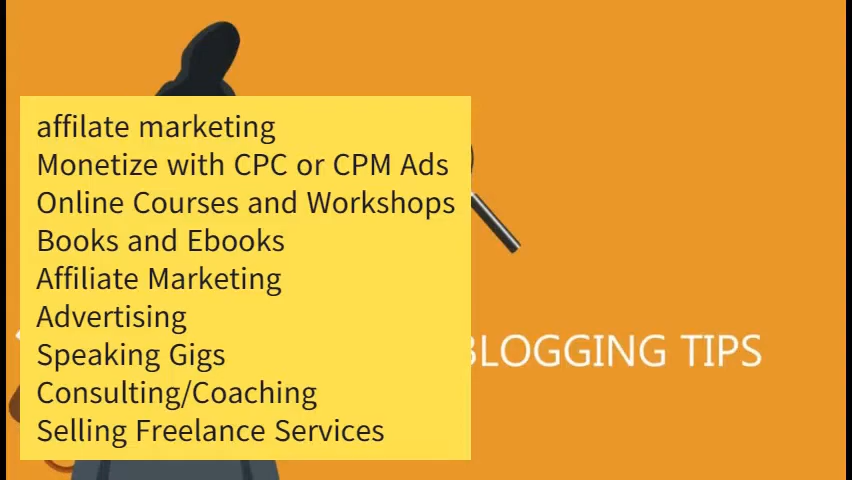 affilate marketing
Monetize with CPC or CPM Ads
Online Courses and Workshops
Books and Ebooks
Affiliate Marketing
Advertising
Speaking Gigs
Consulting/Coaching
Selling Freelance Services
BLOGGING TIPS